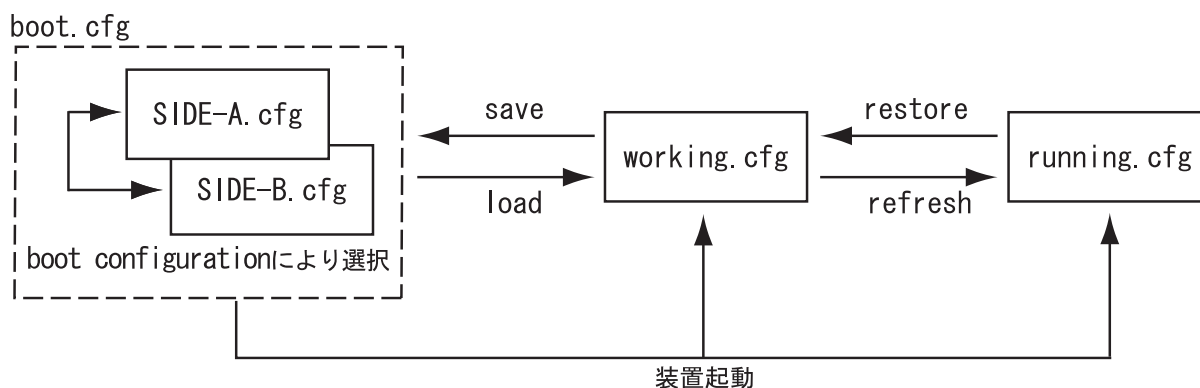 boot.cfg
SIDE-A.cfg
SIDE-B.cfg
boot configurationにより選択
save
load
working.cfg
restore
refresh
running.cfg
装置起動